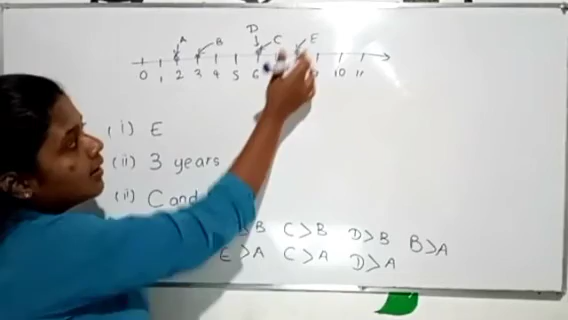 D
A B C E
0 1 2 3 4 5 6 10 11
(i) E
(ii) 3 years
(ii) C and
>B C>B D>B B>A
E>A C>A D>A